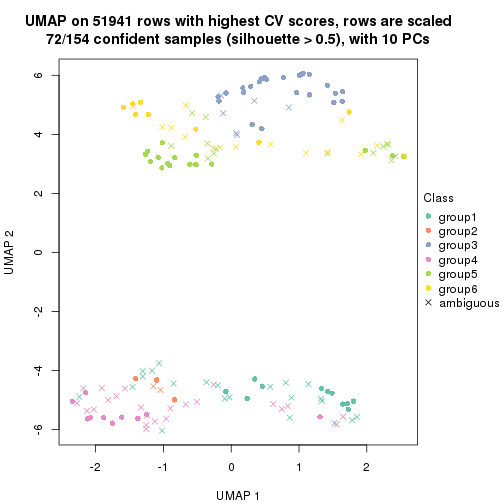 UMAP on 51941 rows with highest CV scores, rows are scaled
72/154 confident samples (silhouette > 0.5), with 10 PCs
6
4
2
0
-2
-4
-6
UMAP 2
-2
-1
0
1
2
UMAP 1
Class
group1
group2
group3
group4
group5
group6
ambiguous